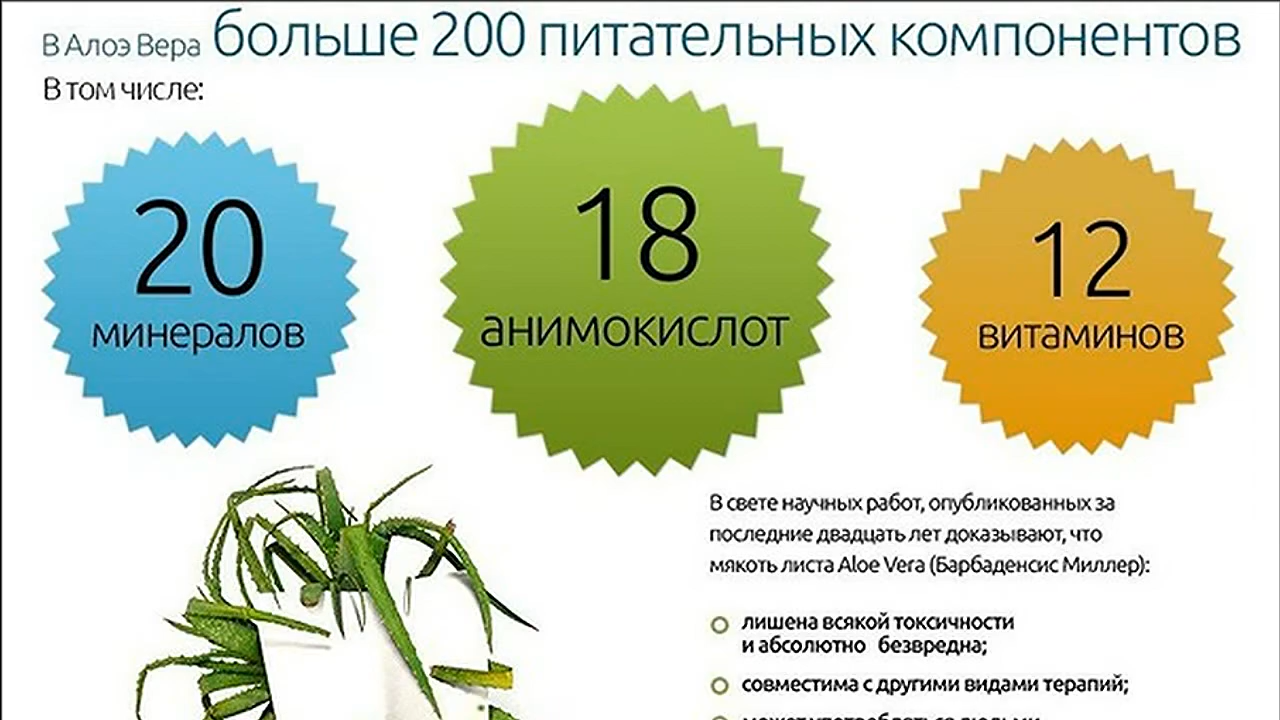 В Алоэ Вера больше 200 питательных компонентов
В том числе:
20
минералов
18
анимокислот
12
витаминов
В свете научных работ, опубликованных за
последние двадцать лет доказывают, что
мякоть листа Aloe Vera (Барбаденсис Миллер):
лишена всякой токсичности
и абсолютно безвредна;
совместима с другими видами терапий;